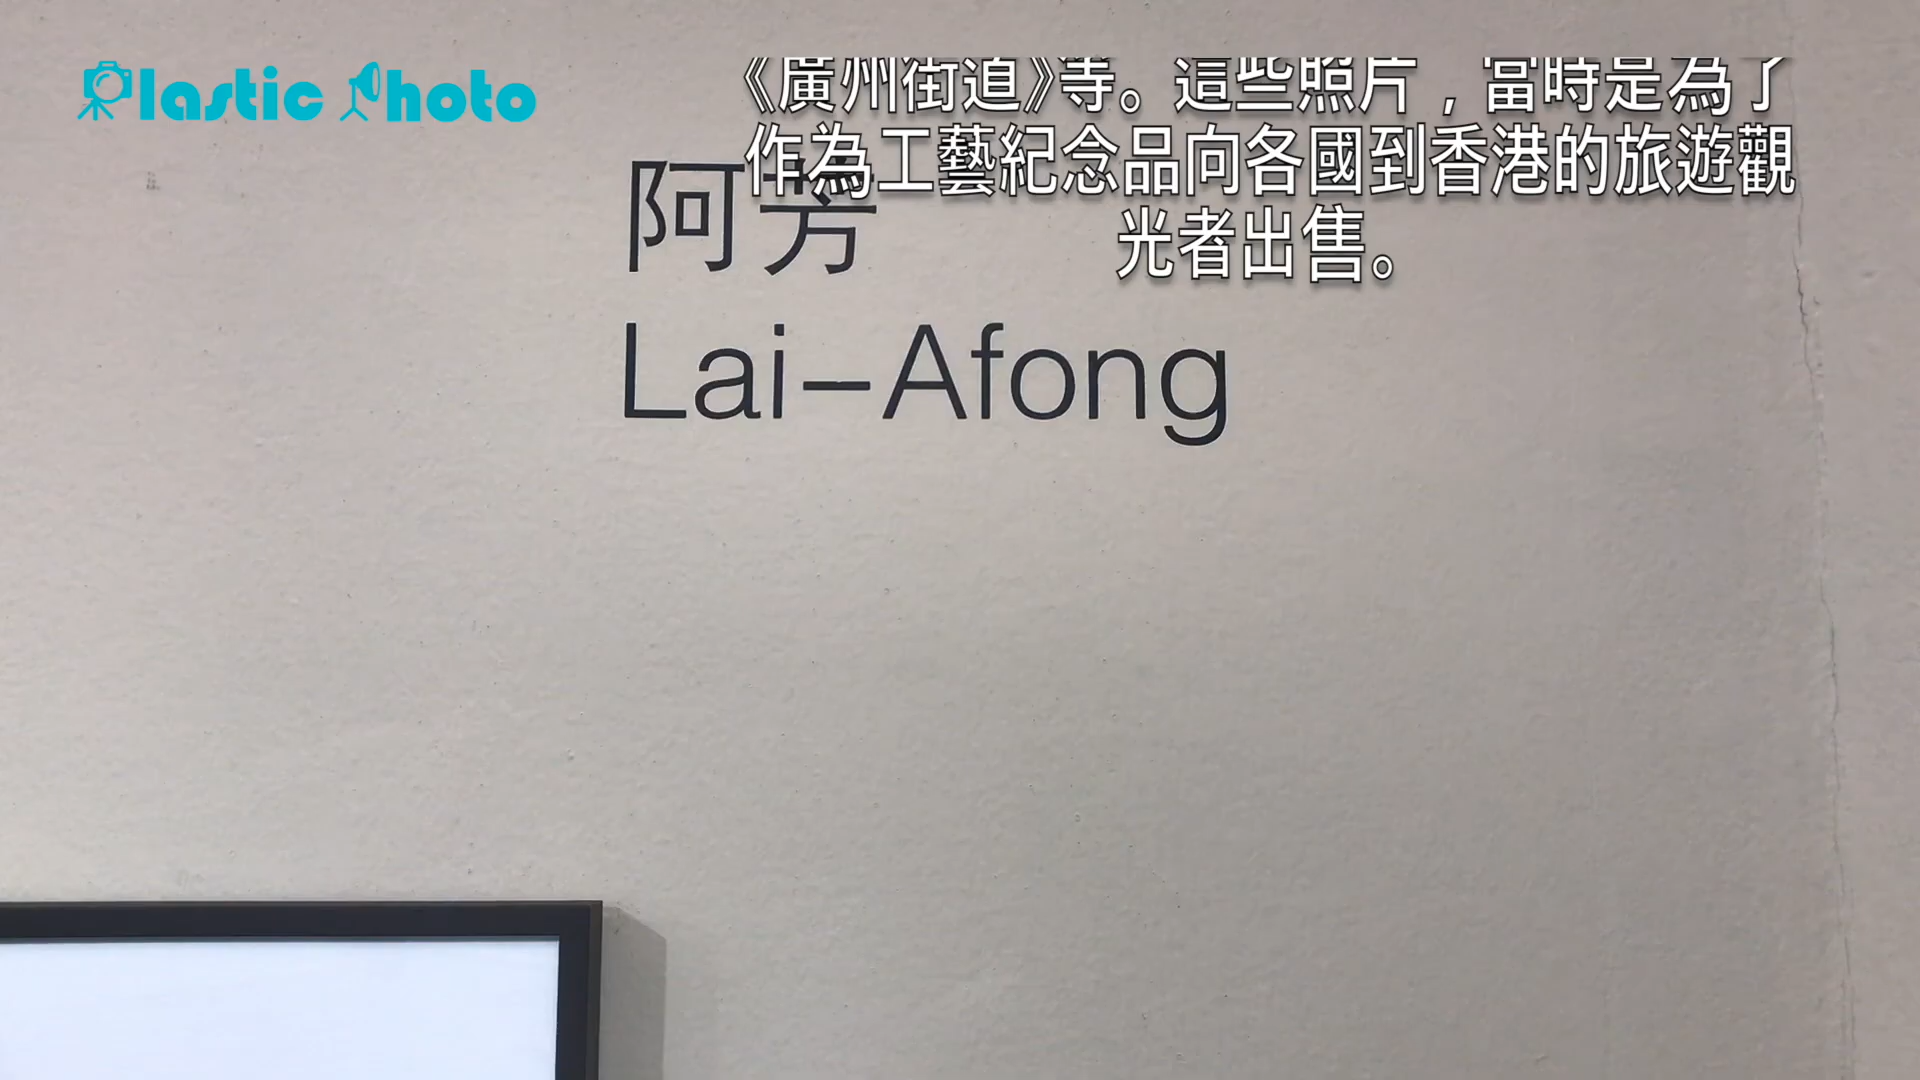 Plastic Photo
《廣州街道》等。這些照片，當時是為了
作為工藝紀念品向各國到香港的旅遊觀
光者出售。
阿芳
Lai-Afong